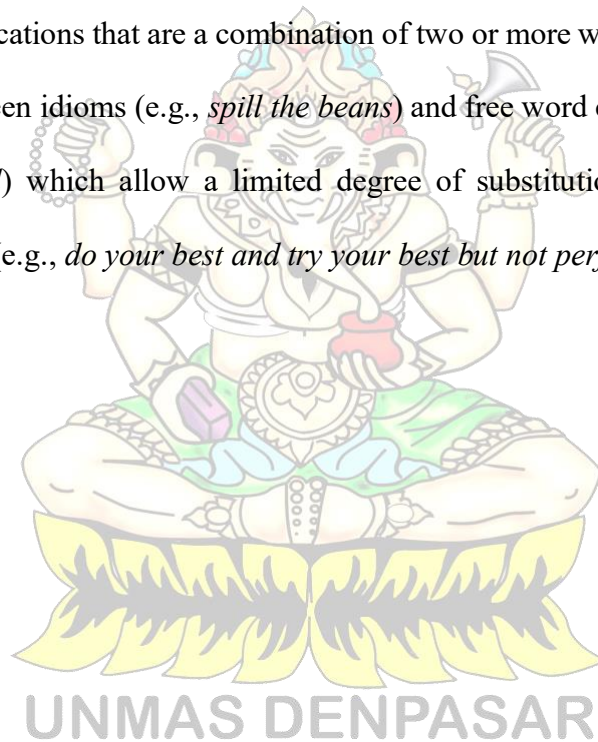 cations that are a combination of two or more w
en idioms (e.g., spill the beans) and free word
) which allow a limited degree of substitutio
(e.g., do your best and try your best but not per
UNMAS DENPASAR